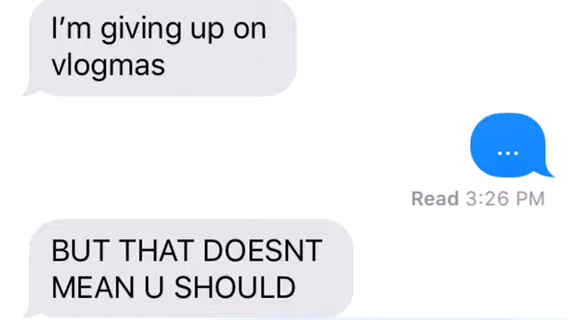 I’m giving up on
vlogmas
...
Read 3:26 PM
BUT THAT DOESNT
MEAN U SHOULD